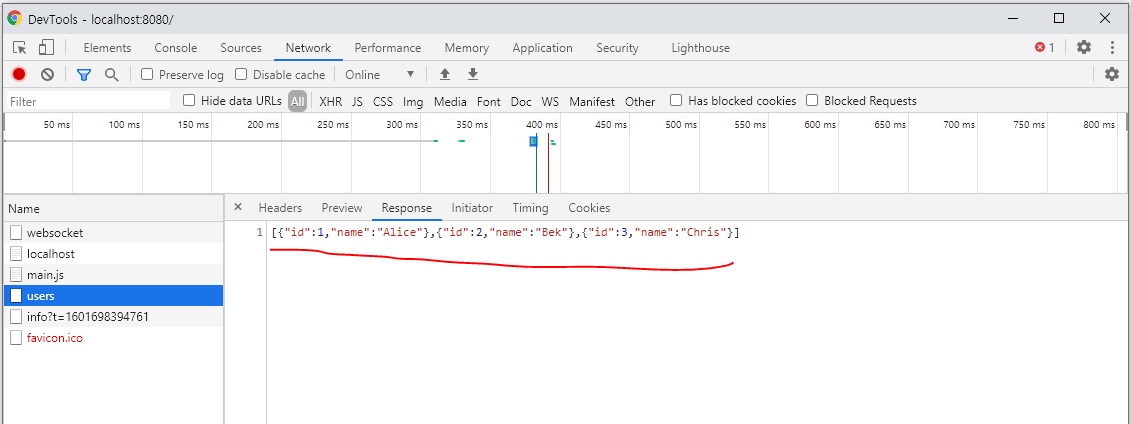 DevTools - localhost:8080/
Elements Console Sources Network Performance Memory Application Security Lighthouse 1
Preserve log Disable cache Online
Filter Hide data URLs All XHR JS CSS Img Media Font Doc WS Manifest Other Has blocked cookies Blocked Requests
50 ms 100 ms 150 ms 200 ms 250 ms 300 ms 350 ms 400 ms 450 ms 500 ms 550 ms 600 ms 650 ms 700 ms 750 ms 800 ms
Name
websocket
localhost
main.js
users
info?t=1601698394761
favicon.ico
Headers Preview Response Initiator Timing Cookies
1 [{"id":1,"name":"Alice"},{"id":2,"name":"Bek"},{"id":3,"name":"Chris"}]